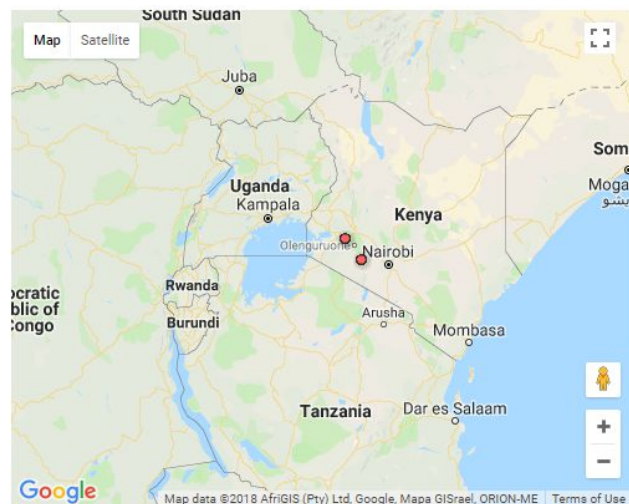 South Sudan
Map
Satellite
Juba
Som
Moga
يشو
Uganda
Kampala
Kenya
Olenguruone
Nairobi
ocratic
blic of
Congo
Rwanda
Burundi
Arusha
Mombasa
Tanzania
Dar es Salaam
+
−
Google
Map data ©2018 AfriGIS (Pty) Ltd, Google, Mapa GISrael, ORION-ME
Terms of Use